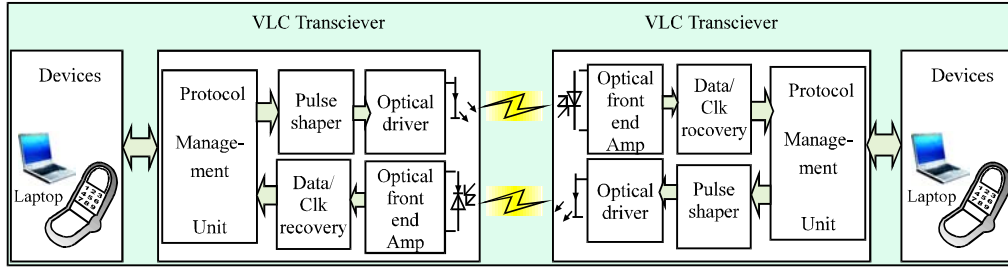 VLC Transciever
VLC Transciever
Devices
Laptop
Protocol
Manage-
ment
Unit
Pulse
shaper
Optical
driver
Data/
Clk
recovery
Optical
front
end
Amp
Optical
front
end
Amp
Data/
Clk
rocovery
Protocol
Manage-
ment
Unit
Optical
driver
Pulse
shaper
Devices
Laptop